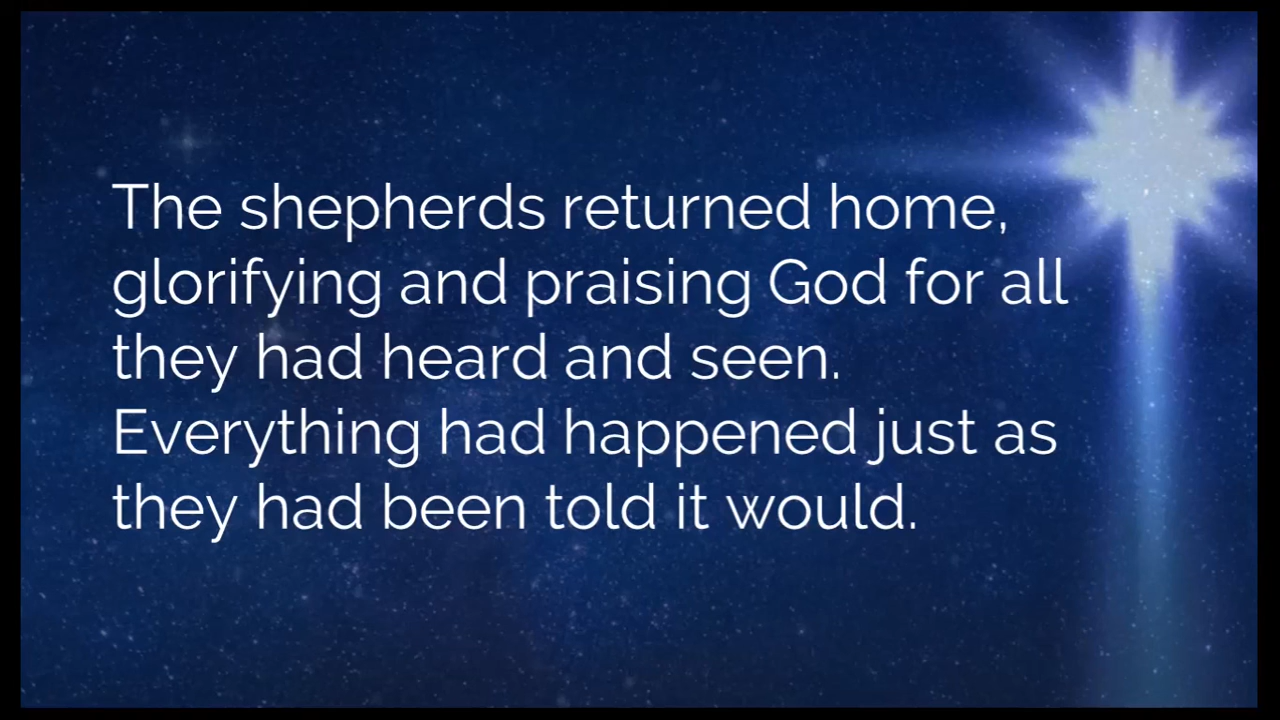 The shepherds returned home,
glorifying and praising God for all
they had heard and seen.
Everything had happened just as
they had been told it would.